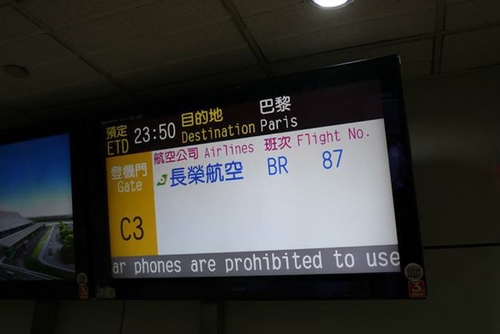 預定 目的地 巴黎
ETD 23:50 Destination Paris
航空公司 Airlines 班次 Flight No.
登機門 長榮航空 BR 87
Gate
C3
ar phones are prohibited to use